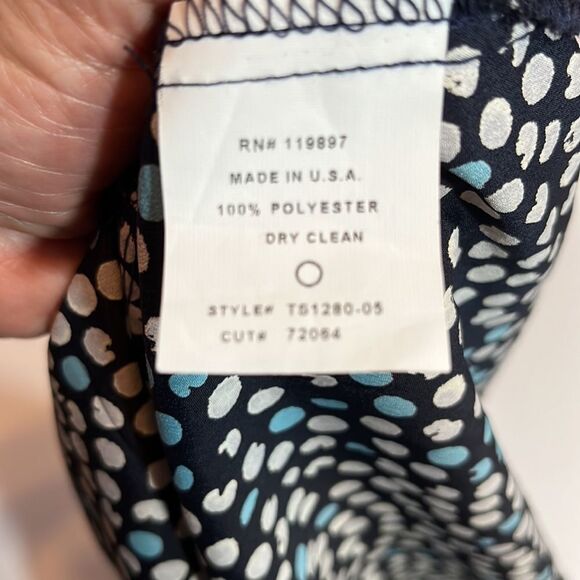 RN# 119897
MADE IN U.S.A.
100% POLYESTER
DRY CLEAN
STYLE# TS1280-05
CUT# 72064